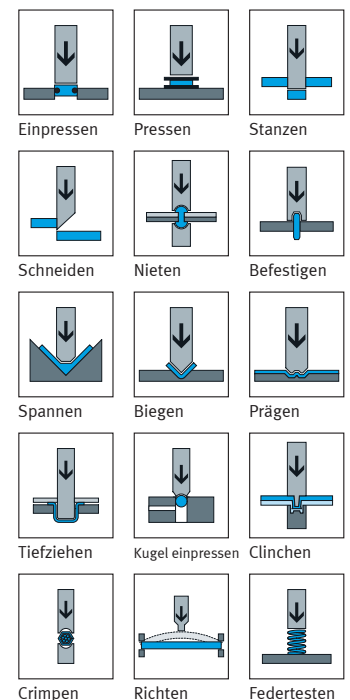 Einpressen Pressen Stanzen
Schneiden Nieten Befestigen
Spannen Biegen Prägen
Tiefziehen Kugel einpressen Clinchen
Crimpen Richten Federtesten